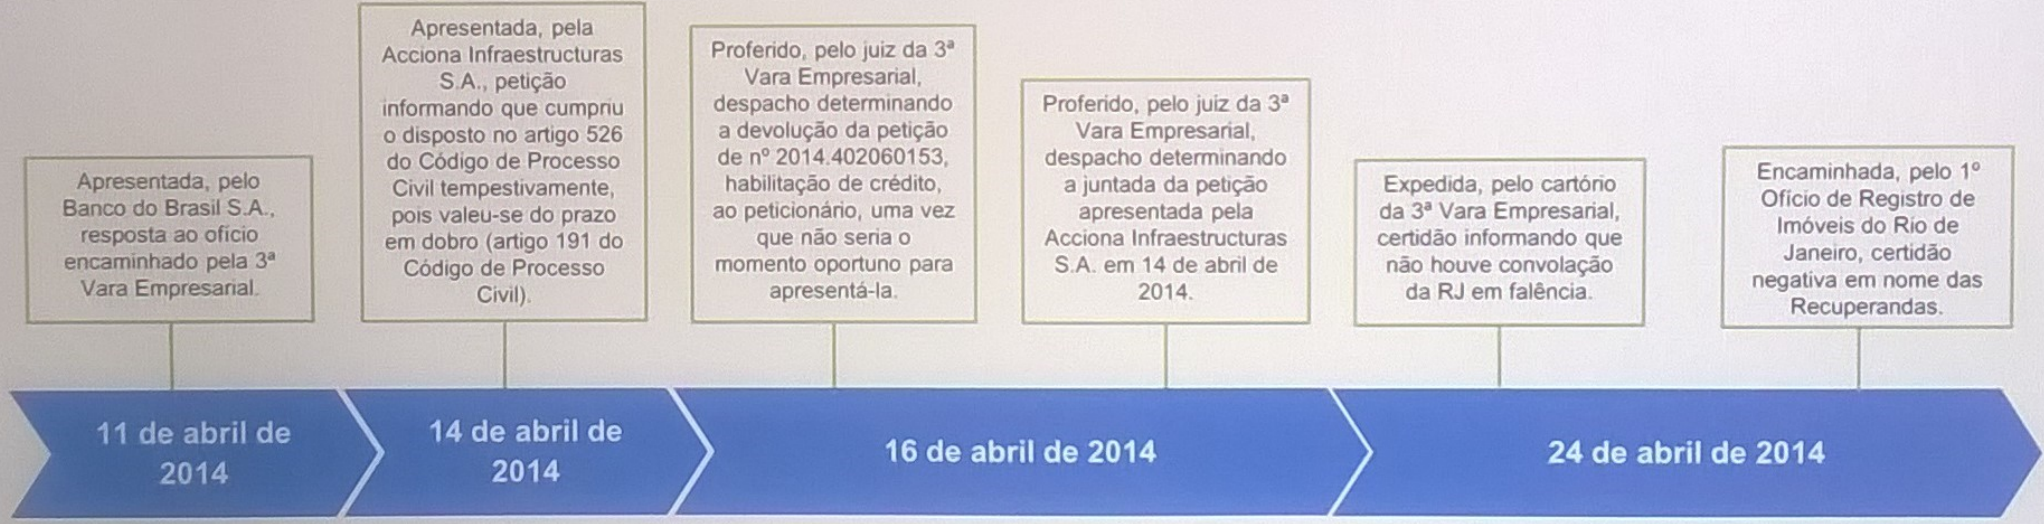 Apresentada, pelo
Banco do Brasil S.A.,
resposta ao ofício
encaminhado pela 3ª
Vara Empresarial.
Apresentada, pela
Acciona Infraestructuras
S.A., petição
informando que cumpriu
o disposto no artigo 526
do Código de Processo
Civil tempestivamente,
pois valeu-se do prazo
em dobro (artigo 191 do
Código de Processo
Civil).
Proferido, pelo juiz da 3ª
Vara Empresarial,
despacho determinando
a devolução da petição
de nº 2014.402060153,
habilitação de crédito,
ao peticionário, uma vez
que não seria o
momento oportuno para
apresentá-la.
Proferido, pelo juiz da 3ª
Vara Empresarial,
despacho determinando
a juntada da petição
apresentada pela
Acciona Infraestructuras
S.A. em 14 de abril de
2014.
Expedida, pelo cartório
da 3ª Vara Empresarial,
certidão informando que
não houve convolação
da RJ em falência.
Encaminhada, pelo 1º
Ofício de Registro de
Imóveis do Rio de
Janeiro, certidão
negativa em nome das
Recuperandas.
11 de abril de
2014
14 de abril de
2014
16 de abril de 2014
24 de abril de 2014